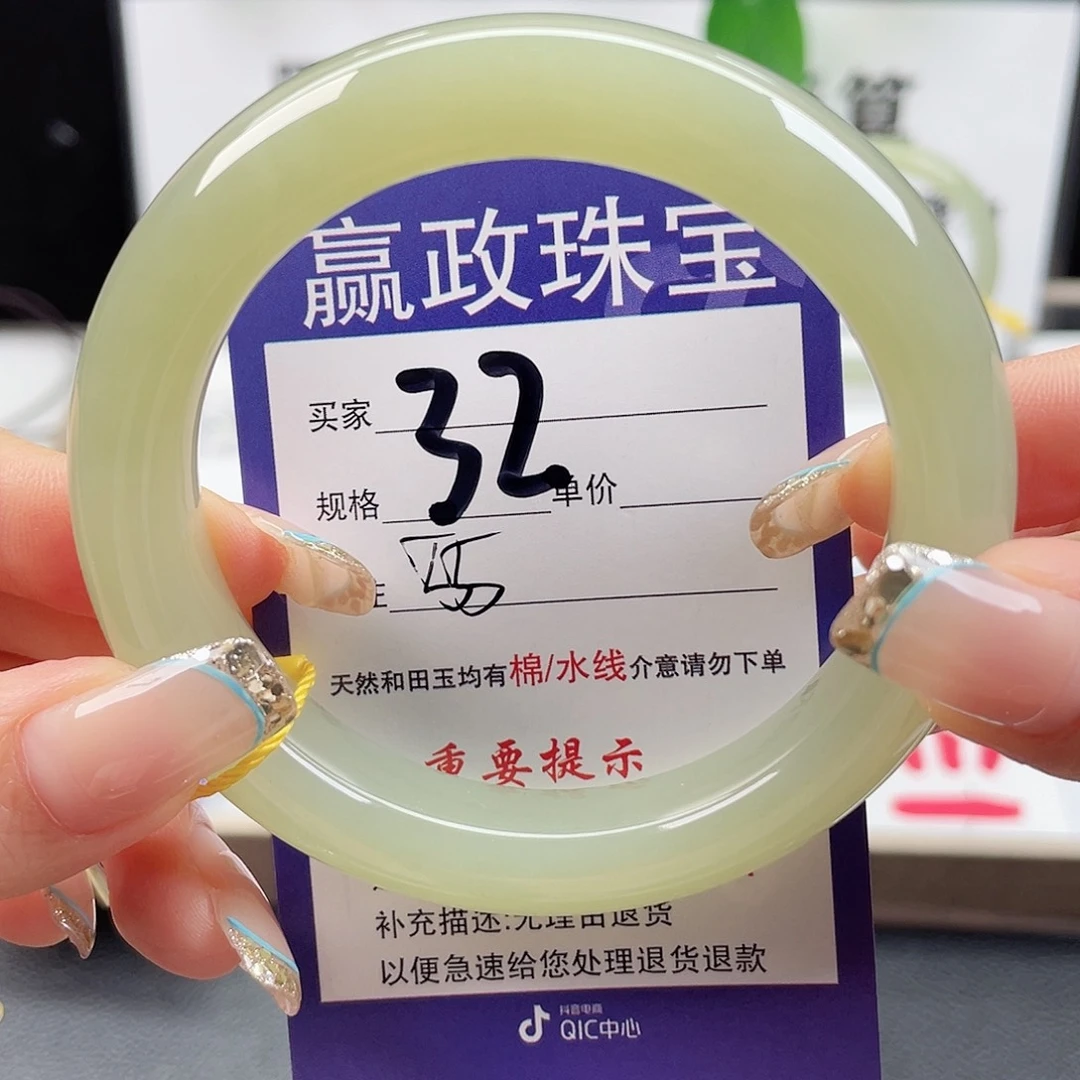 算
赢政珠宝
买家
32
规格 单价
天然和田玉均有棉/水线介意请勿下单
重要提示
补充描述:无理由退货
以便急速给您处理退货退款
抖音电商
QIC中心